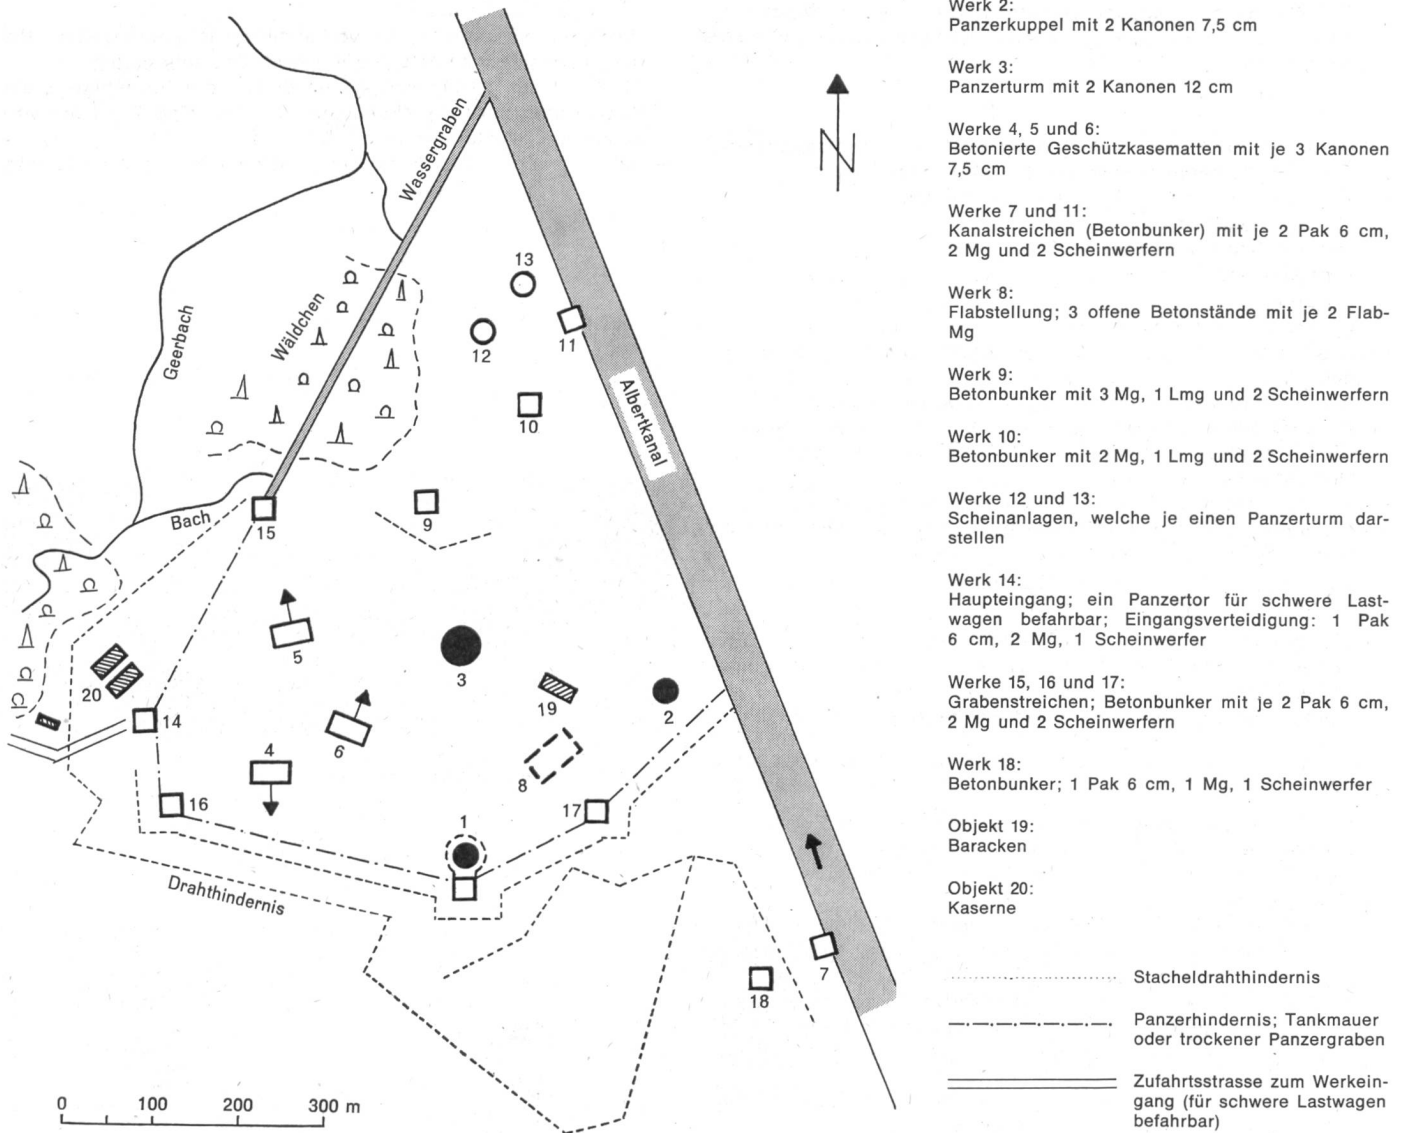 Werk 2:
Panzerkuppel mit 2 Kanonen 7,5 cm
Werk 3:
Panzerturm mit 2 Kanonen 12 cm
Werke 4, 5 und 6:
Betonierte Geschützkasematten mit je 3 Kanonen
7,5 cm
Werke 7 und 11:
Kanalstreichen (Betonbunker) mit je 2 Pak 6 cm,
2 Mg und 2 Scheinwerfern
Werk 8:
Flabstellung; 3 offene Betonstände mit je 2 Flab-
Mg
Werk 9:
Betonbunker mit 3 Mg, 1 Lmg und 2 Scheinwerfern
Werk 10:
Betonbunker mit 2 Mg, 1 Lmg und 2 Scheinwerfern
Werke 12 und 13:
Scheinanlagen, welche je einen Panzerturm dar-
stellen
Werk 14:
Haupteingang; ein Panzertor für schwere Last-
wagen befahrbar; Eingangsverteidigung: 1 Pak
6 cm, 2 Mg, 1 Scheinwerfer
Werke 15, 16 und 17:
Grabenstreichen; Betonbunker mit je 2 Pak 6 cm,
2 Mg und 2 Scheinwerfern
Werk 18:
Betonbunker; 1 Pak 6 cm, 1 Mg, 1 Scheinwerfer
Objekt 19:
Baracken
Objekt 20:
Kaserne
Stacheldrahthindernis
Panzerhindernis; Tankmauer
oder trockener Panzergraben
Zufahrtsstrasse zum Werkein-
gang (für schwere Lastwagen
befahrbar)
Wassergraben
N
13
Geerbach
Wäldchen
12
11
Albertkanal
10
9
Bach
15
5
3
20
19
2
14
6
4
8
16
17
1
Drahthindernis
7
18
0 100 200 300 m